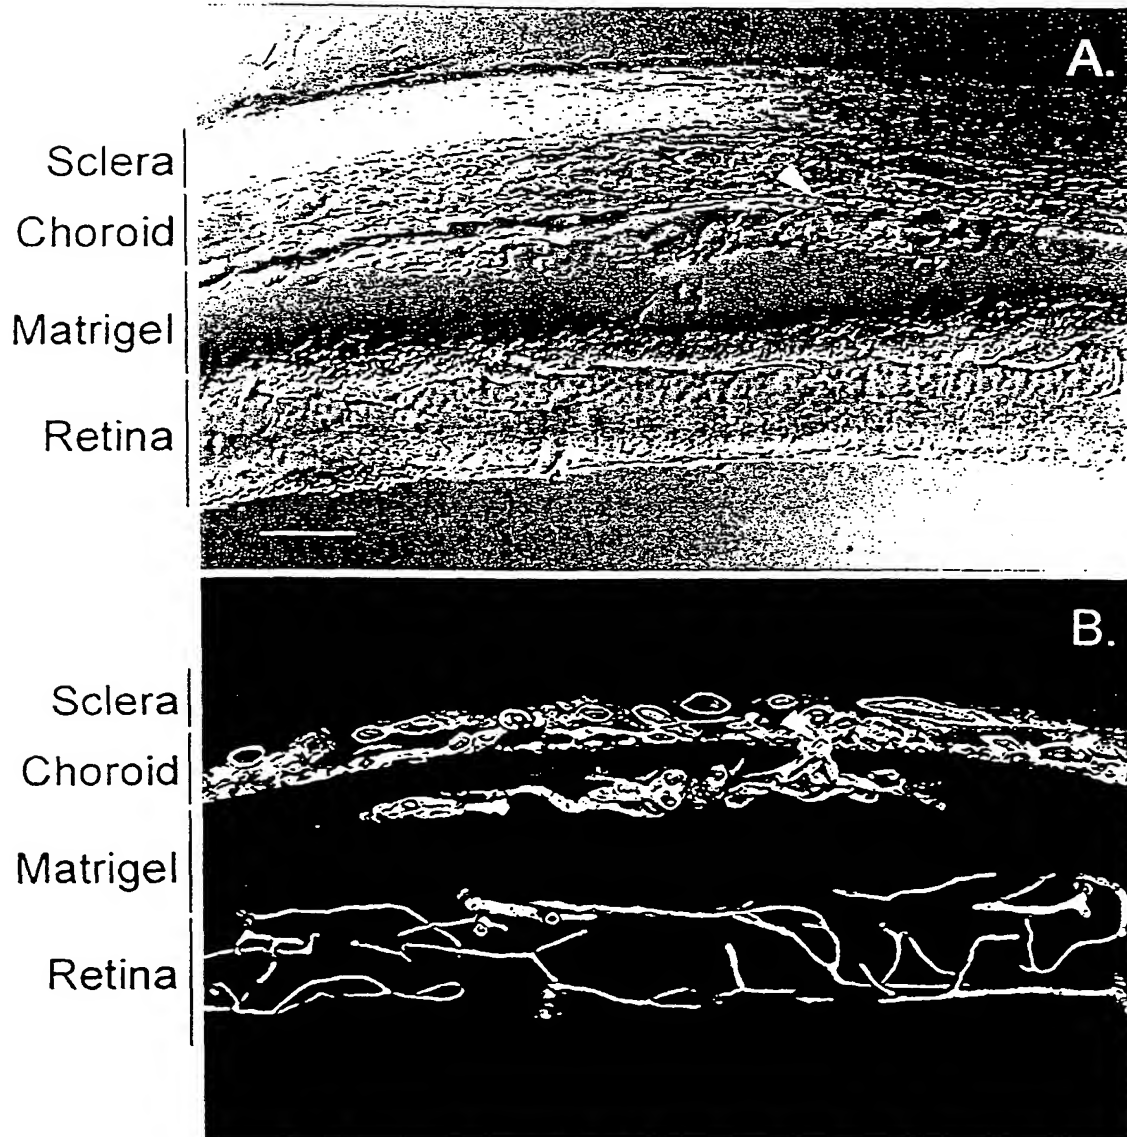 A.
Sclera
Choroid
Matrigel
Retina
B.
Sclera
Choroid
Matrigel
Retina